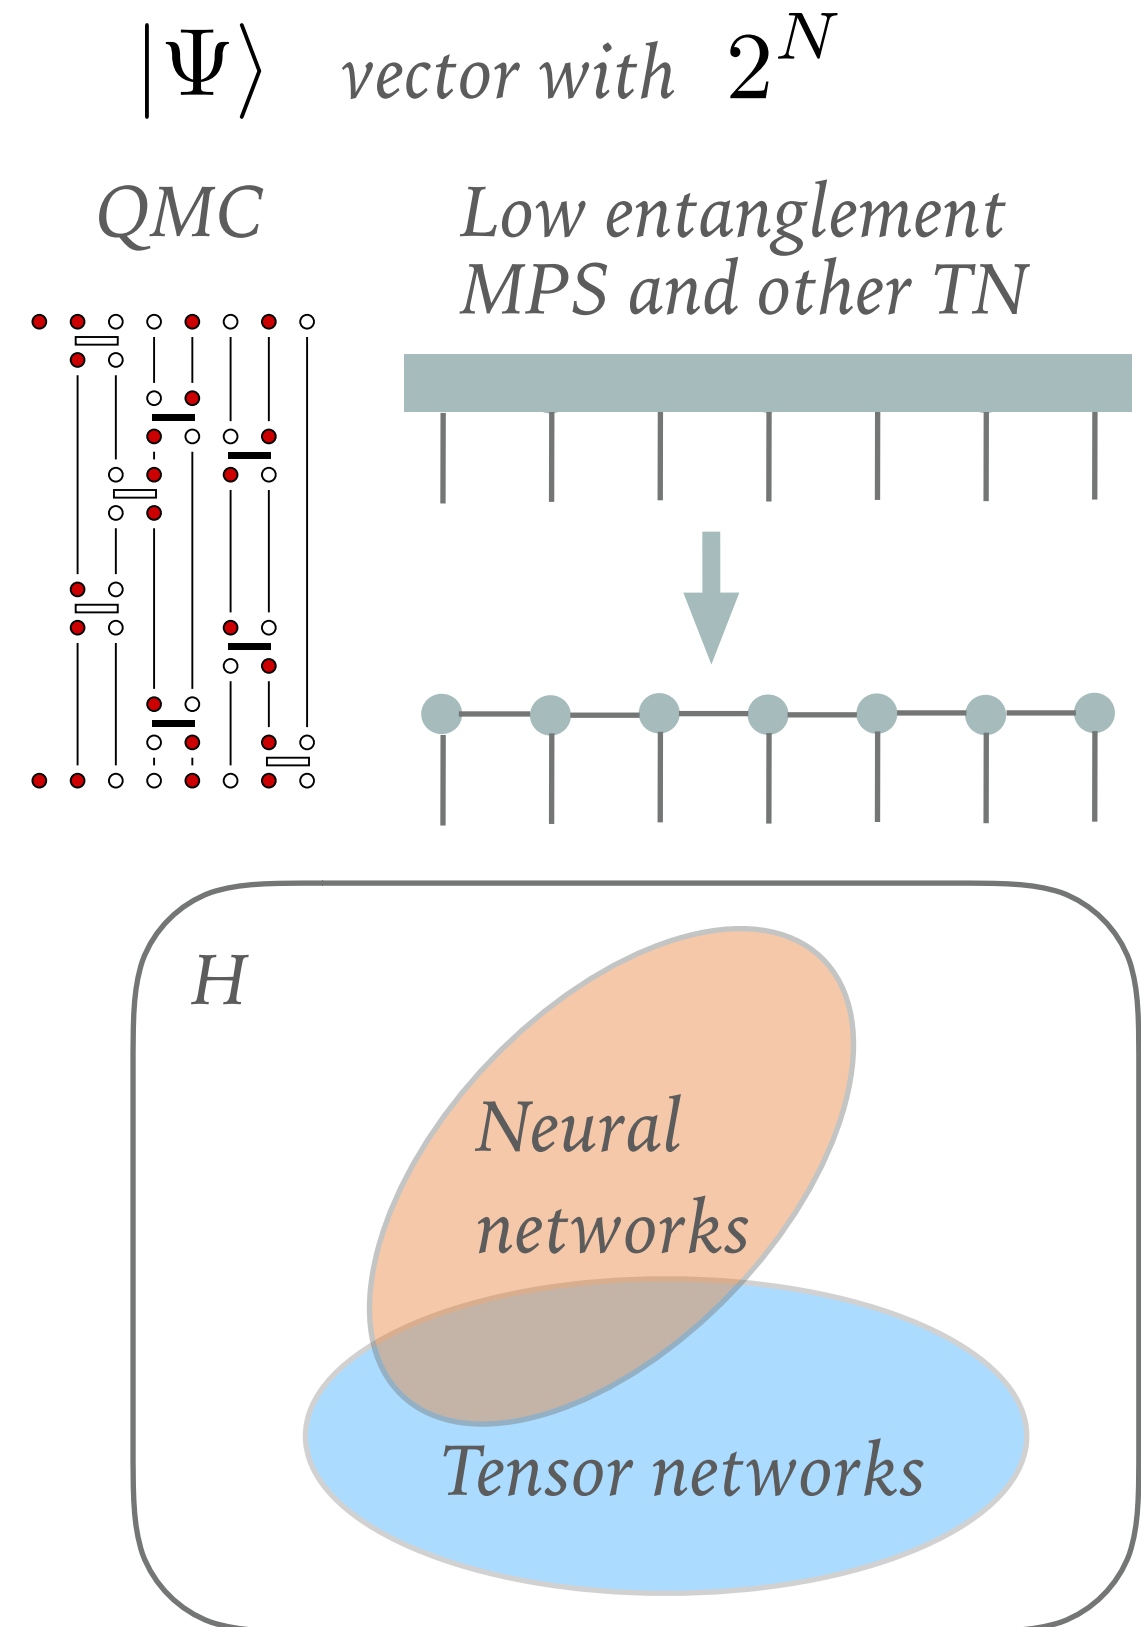 |Ψ⟩ vector with 2^N
QMC
Low entanglement
MPS and other TN
H
Neural
networks
Tensor networks